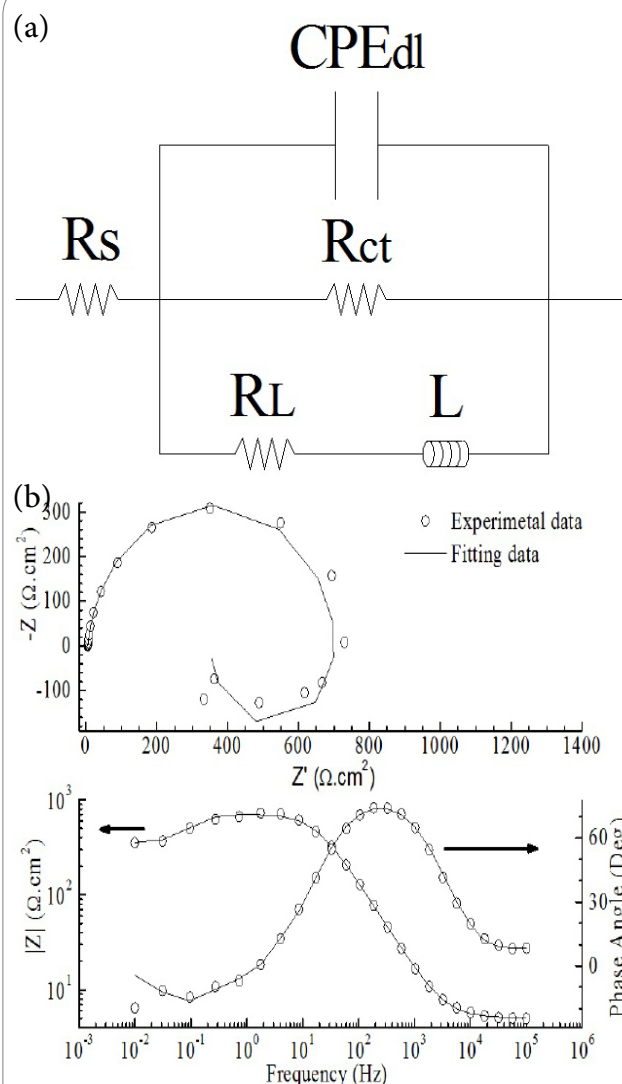 (a)
CPEdl
Rs
Rct
RL
L
(b)
300
200
100
0
-100
-Z (Ω.cm²)
Experimetal data
Fitting data
0 200 400 600 800 1000 1200 1400
Z' (Ω.cm²)
10³
10²
10¹
|Z| (Ω.cm²)
60
30
0
Phase Angle (Deg)
10⁻³ 10⁻² 10⁻¹ 10⁰ 10¹ 10² 10³ 10⁴ 10⁵ 10⁶
Frequency (Hz)